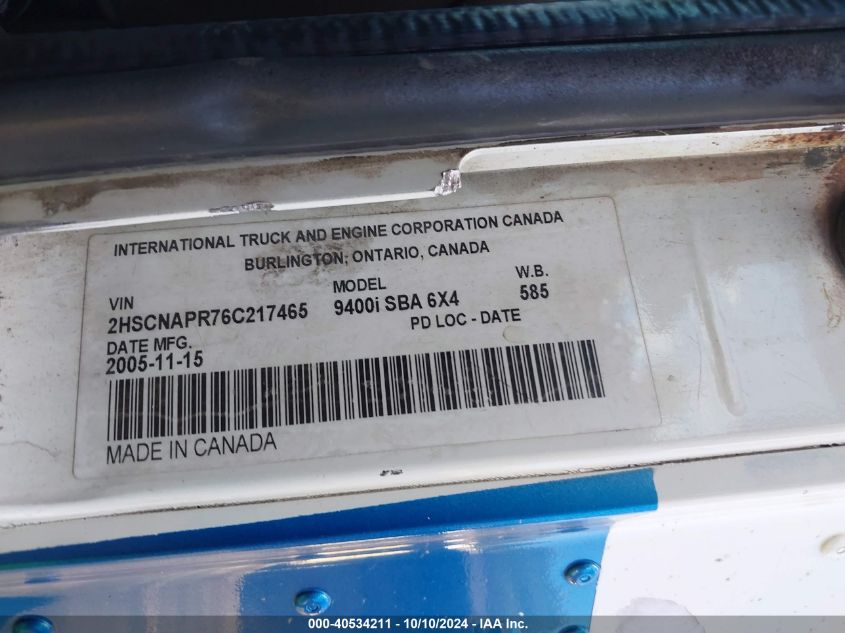 INTERNATIONAL TRUCK AND ENGINE CORPORATION CANADA
BURLINGTON, ONTARIO, CANADA
VIN MODEL W.B.
2HSCNAPR76C217465 9400i SBA 6X4 585
DATE MFG. PD LOC - DATE
2005-11-15
MADE IN CANADA
000-40534211 - 10/10/2024 - IAA Inc.